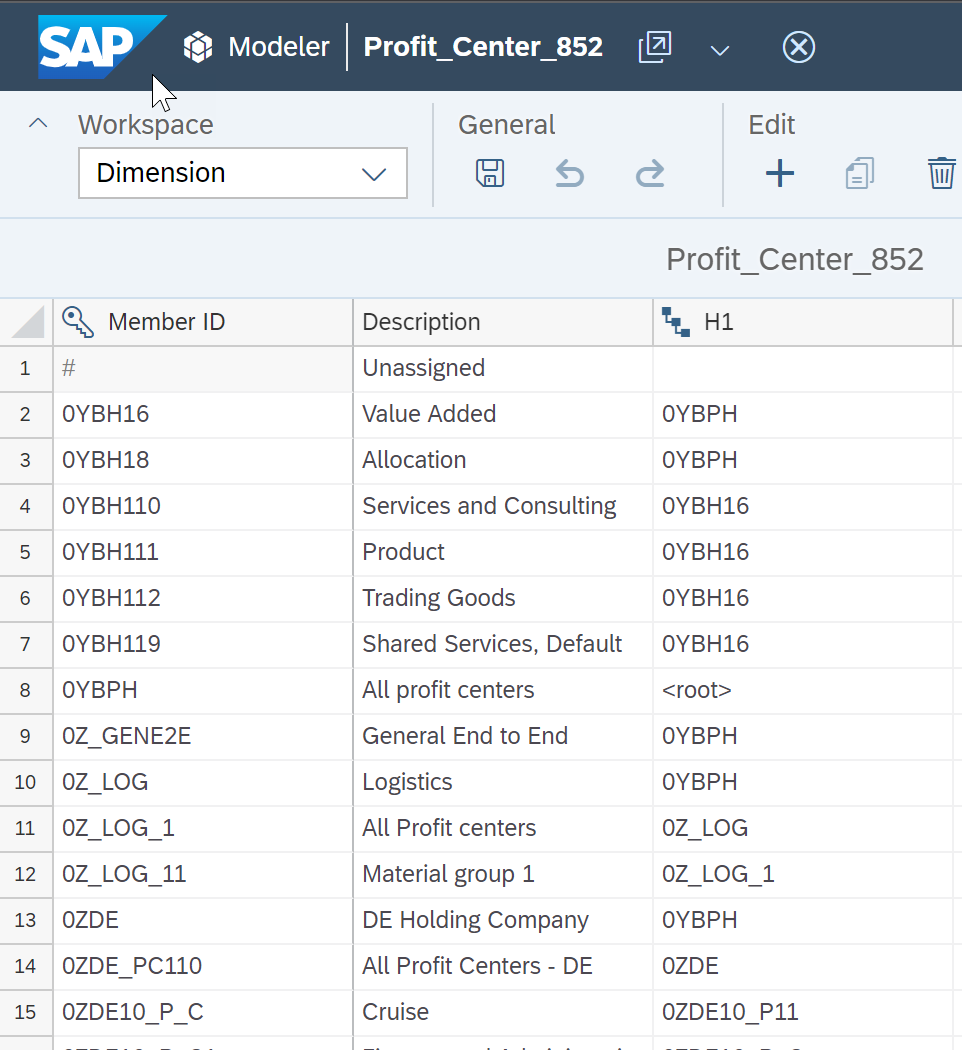 SAP Modeler Profit_Center_852
Workspace General Edit
Dimension
Profit_Center_852
Member ID Description H1
1 # Unassigned
2 0YBH16 Value Added 0YBPH
3 0YBH18 Allocation 0YBPH
4 0YBH110 Services and Consulting 0YBH16
5 0YBH111 Product 0YBH16
6 0YBH112 Trading Goods 0YBH16
7 0YBH119 Shared Services, Default 0YBH16
8 0YBPH All profit centers <root>
9 0Z_GENE2E General End to End 0YBPH
10 0Z_LOG Logistics 0YBPH
11 0Z_LOG_1 All Profit centers 0Z_LOG
12 0Z_LOG_11 Material group 1 0Z_LOG_1
13 0ZDE DE Holding Company 0YBPH
14 0ZDE_PC110 All Profit Centers - DE 0ZDE
15 0ZDE10_P_C Cruise 0ZDE10_P11